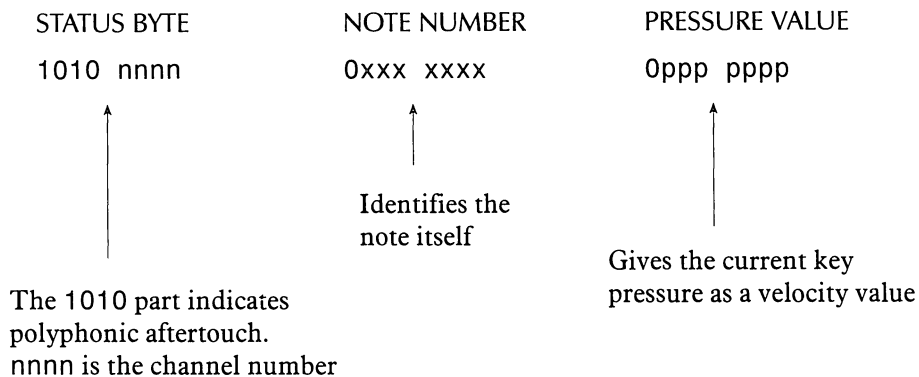 STATUS BYTE
NOTE NUMBER
PRESSURE VALUE
1010 nnnn
0xxx xxxx
0ppp pppp
Identifies the
note itself
Gives the current key
pressure as a velocity value
The 1010 part indicates
polyphonic aftertouch.
nnnn is the channel number